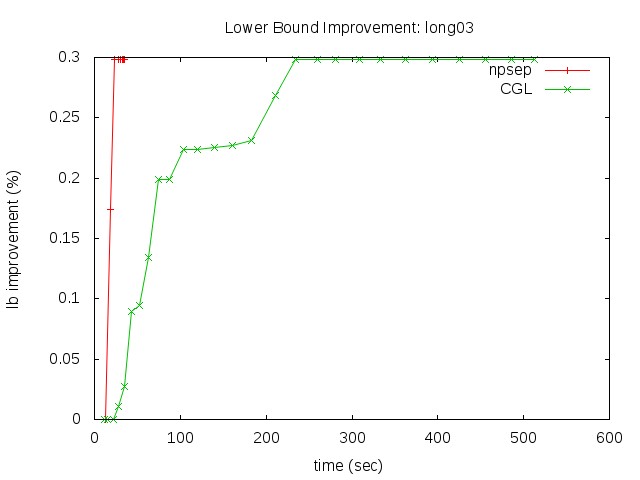 Lower Bound Improvement: long03
0.3
0.25
0.2
0.15
0.1
0.05
0
lb improvement (%)
npsep
CGL
0 100 200 300 400 500 600
time (sec)